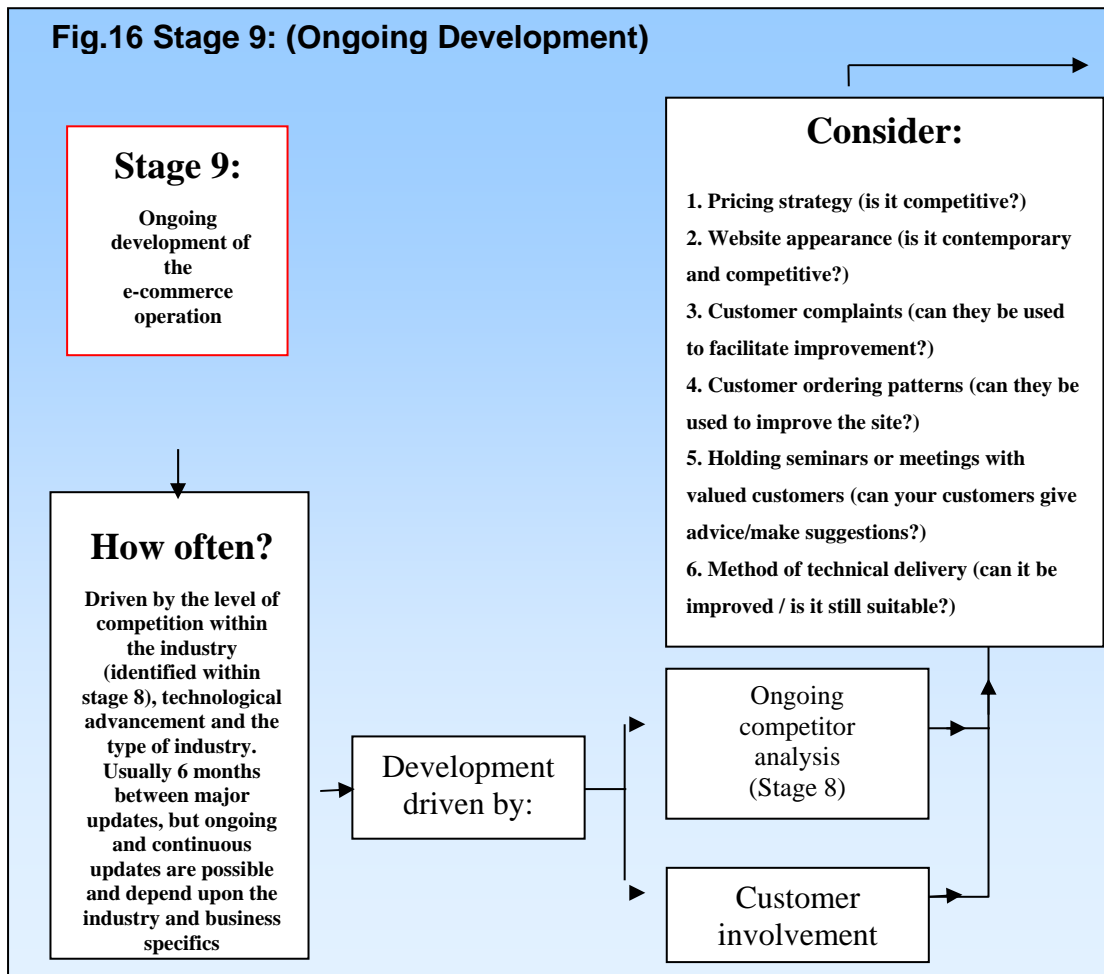 Fig.16 Stage 9: (Ongoing Development)
Stage 9:
Ongoing
development of
the
e-commerce
operation
How often?
Driven by the level of
competition within
the industry
(identified within
stage 8), technological
advancement and the
type of industry.
Usually 6 months
between major
updates, but ongoing
and continuous
updates are possible
and depend upon the
industry and business
specifics
Development
driven by:
Ongoing
competitor
analysis
(Stage 8)
Customer
involvement
Consider:
1. Pricing strategy (is it competitive?)
2. Website appearance (is it contemporary
and competitive?)
3. Customer complaints (can they be used
to facilitate improvement?)
4. Customer ordering patterns (can they be
used to improve the site?)
5. Holding seminars or meetings with
valued customers (can your customers give
advice/make suggestions?)
6. Method of technical delivery (can it be
improved / is it still suitable?)